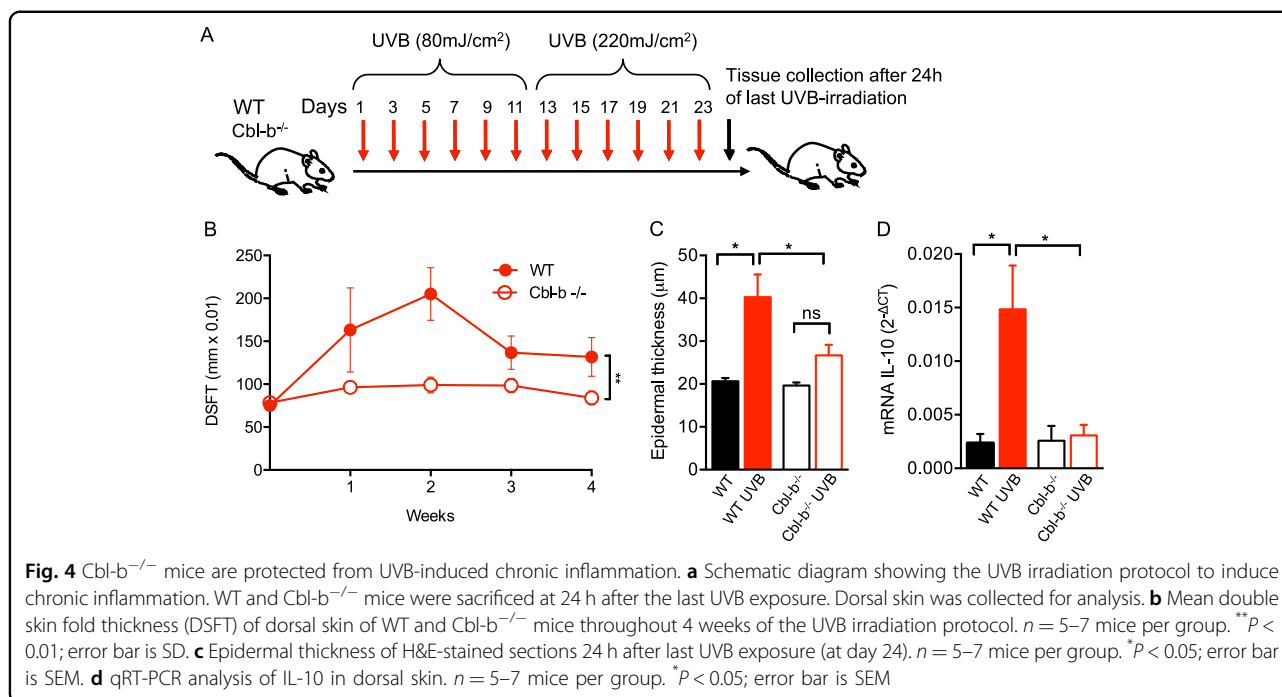 A
UVB (80mJ/cm²) UVB (220mJ/cm²)
Tissue collection after 24h
of last UVB-irradiation
WT
Cbl-b⁻/⁻
Days 1 3 5 7 9 11 13 15 17 19 21 23
B
DSFT (mm x 0.01)
250
200
150
100
50
0
WT
Cbl-b -/-
**
1 2 3 4
Weeks
C
Epidermal thickness (μm)
50
40
30
20
10
0
* *
ns
WT
WT UVB
Cbl-b⁻/⁻
Cbl-b⁻/⁻ UVB
D
mRNA IL-10 (2⁻ΔCT)
0.020
0.015
0.010
0.005
0.000
* *
WT
WT UVB
Cbl-b⁻/⁻
Cbl-b⁻/⁻ UVB
Fig. 4 Cbl-b⁻/⁻ mice are protected from UVB-induced chronic inflammation. a Schematic diagram showing the UVB irradiation protocol to induce
chronic inflammation. WT and Cbl-b⁻/⁻ mice were sacrificed at 24 h after the last UVB exposure. Dorsal skin was collected for analysis. b Mean double
skin fold thickness (DSFT) of dorsal skin of WT and Cbl-b⁻/⁻ mice throughout 4 weeks of the UVB irradiation protocol. n = 5–7 mice per group. **P <
0.01; error bar is SD. c Epidermal thickness of H&E-stained sections 24 h after last UVB exposure (at day 24). n = 5–7 mice per group. *P < 0.05; error bar
is SEM. d qRT-PCR analysis of IL-10 in dorsal skin. n = 5–7 mice per group. *P < 0.05; error bar is SEM